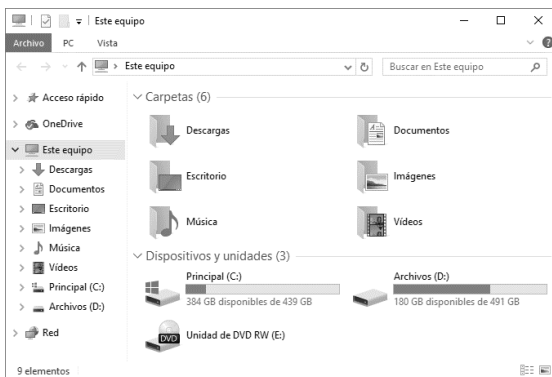 Este equipo
Archivo PC Vista
Este equipo
Buscar en Este equipo
Acceso rápido
OneDrive
Este equipo
Descargas
Documentos
Escritorio
Imágenes
Música
Vídeos
Principal (C:)
Archivos (D:)
Red
Carpetas (6)
Descargas
Documentos
Escritorio
Imágenes
Música
Vídeos
Dispositivos y unidades (3)
Principal (C:)
384 GB disponibles de 439 GB
Archivos (D:)
180 GB disponibles de 491 GB
DVD
Unidad de DVD RW (E:)
9 elementos